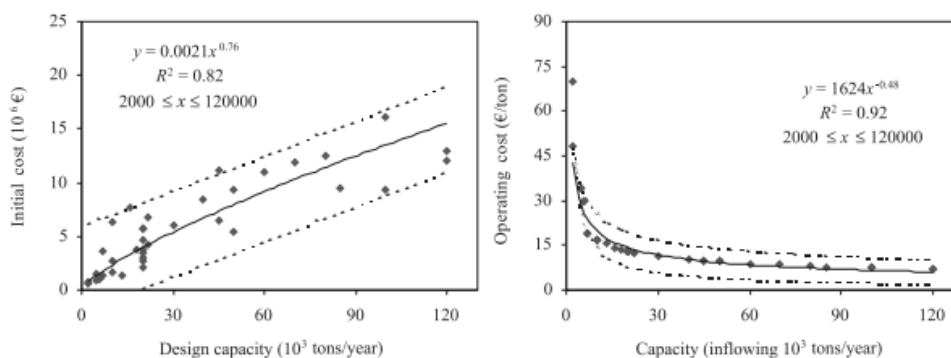 25
20
15
10
5
0
Initial cost (10⁶ €)
y = 0.0021x^0.76
R² = 0.82
2000 ≤ x ≤ 120000
0 30 60 90 120
Design capacity (10³ tons/year)
90
75
60
45
30
15
0
Operating cost (€/ton)
y = 1624x^-0.48
R² = 0.92
2000 ≤ x ≤ 120000
0 30 60 90 120
Capacity (inflowing 10³ tons/year)